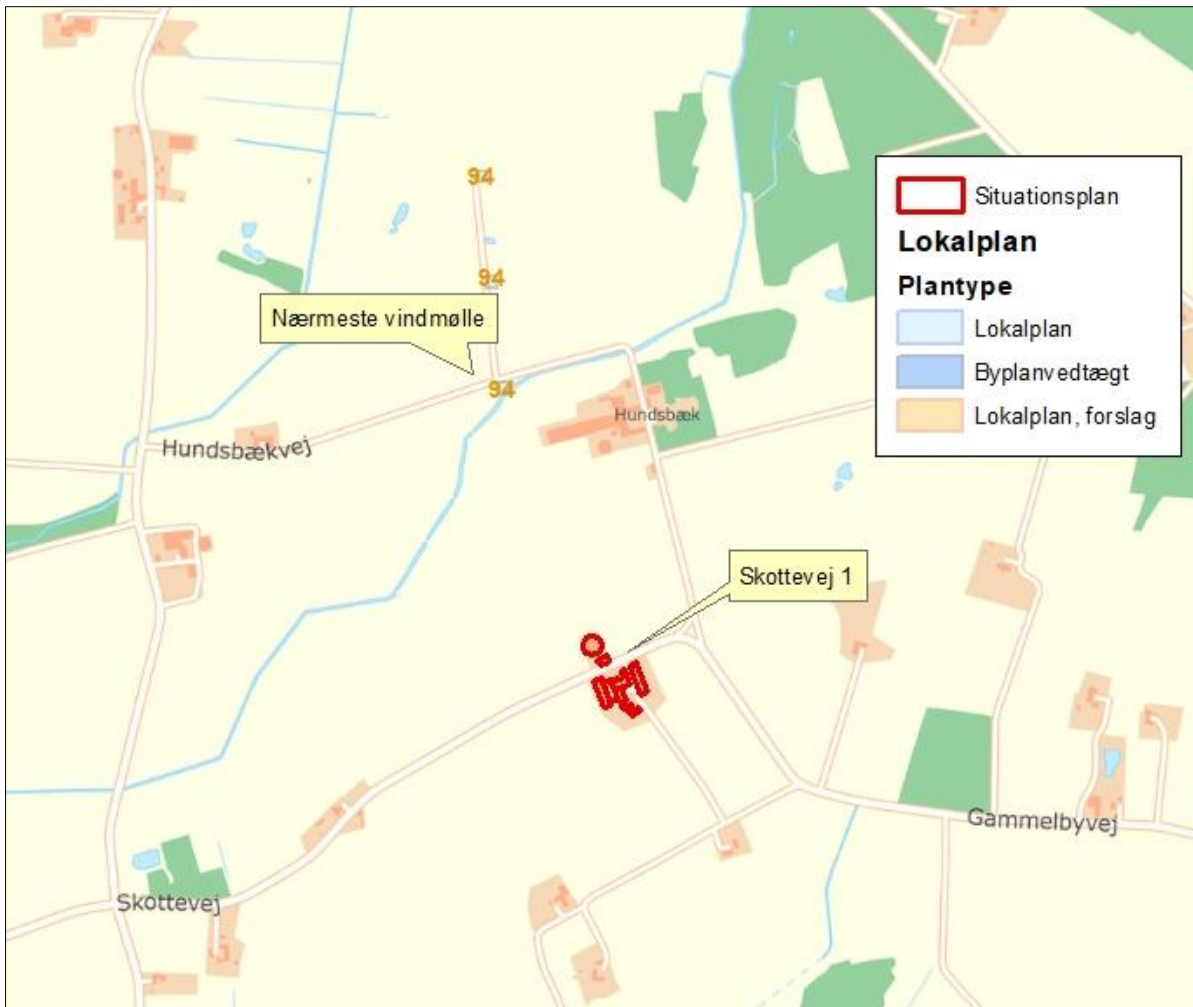 94
94
Nærmeste vindmølle
94
Hundsbæk
Hundsbækvej
Skottevej 1
Gammelbyvej
Skottevej
Situationsplan
Lokalplan
Plantype
Lokalplan
Byplanvedtægt
Lokalplan, forslag